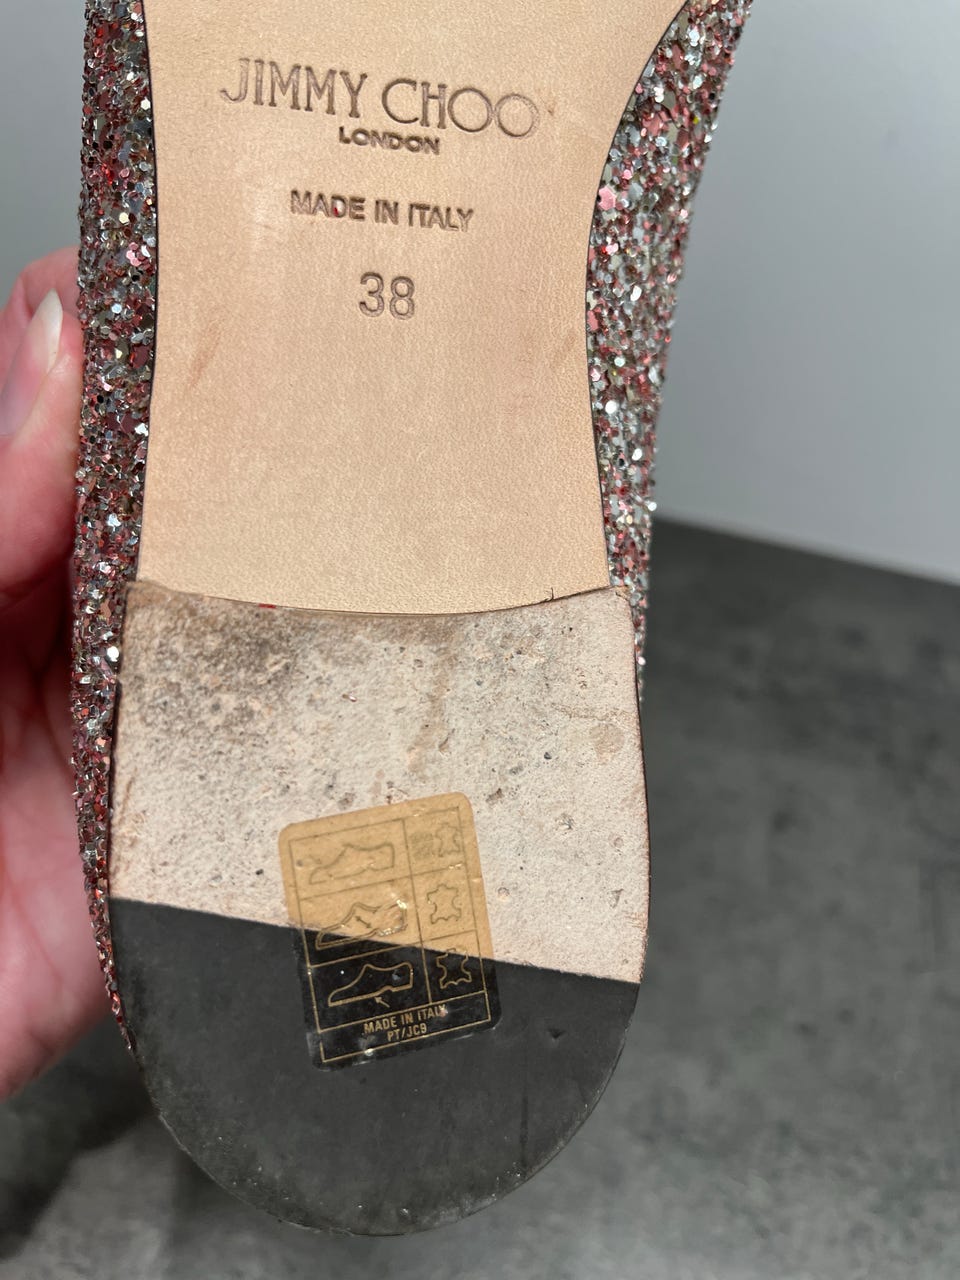 JIMMY CHOO
LONDON
MADE IN ITALY
38
MADE IN ITALY
PT/JC9